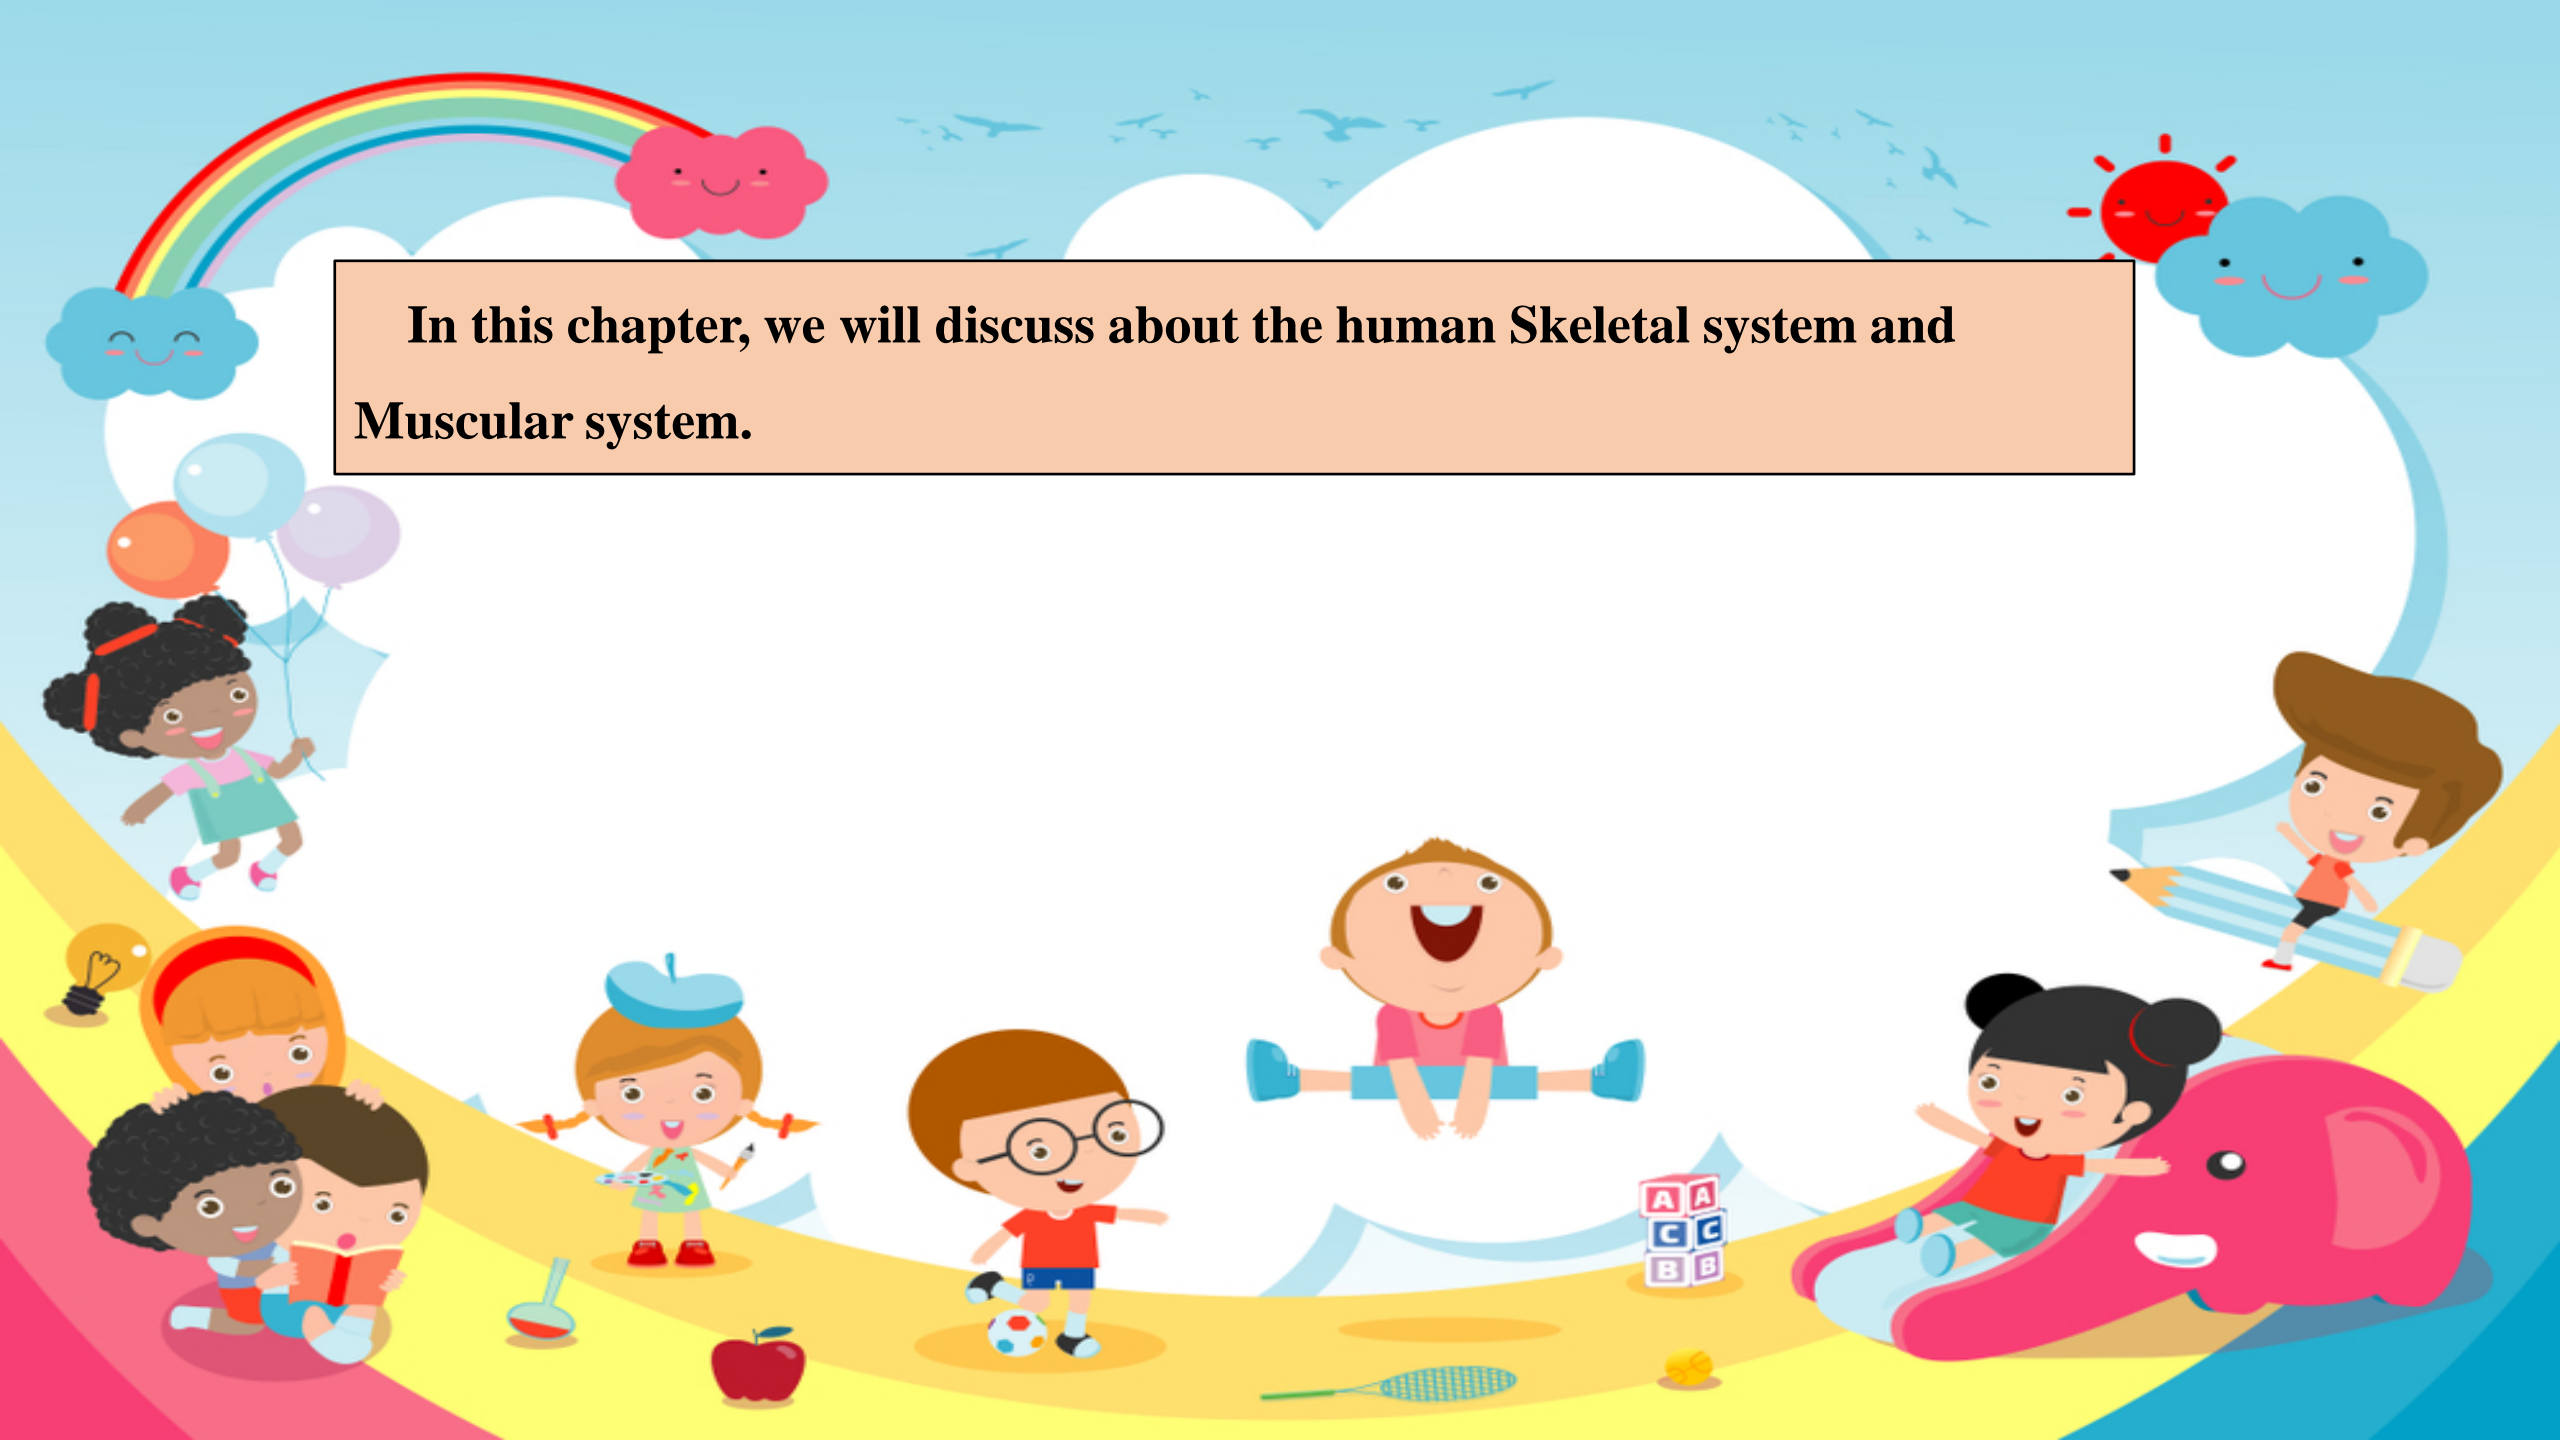 In this chapter, we will discuss about the human Skeletal system and
Muscular system.
A A
C C
B B